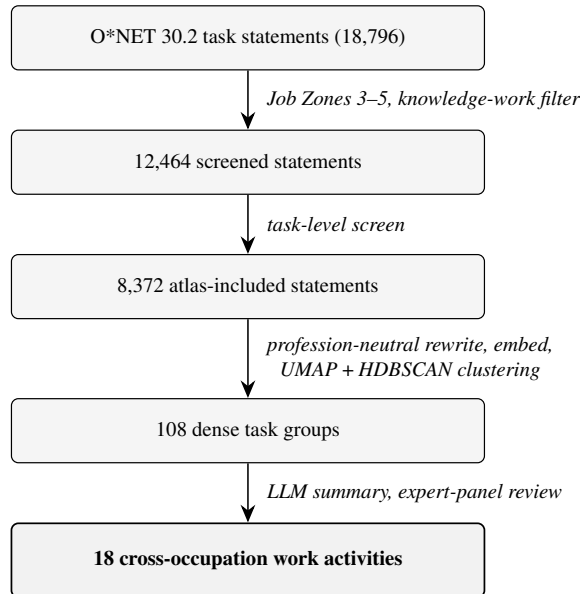 O*NET 30.2 task statements (18,796)
Job Zones 3–5, knowledge-work filter
12,464 screened statements
task-level screen
8,372 atlas-included statements
profession-neutral rewrite, embed,
UMAP + HDBSCAN clustering
108 dense task groups
LLM summary, expert-panel review
18 cross-occupation work activities